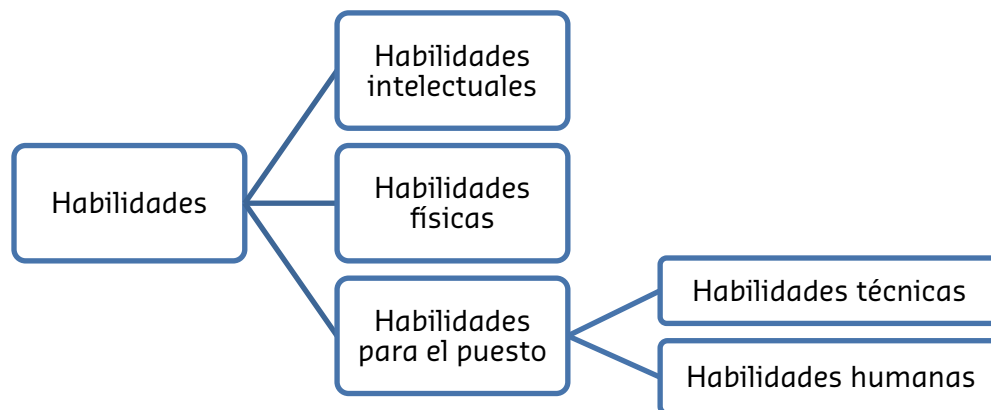 Habilidades
Habilidades
intelectuales
Habilidades
físicas
Habilidades
para el puesto
Habilidades técnicas
Habilidades humanas